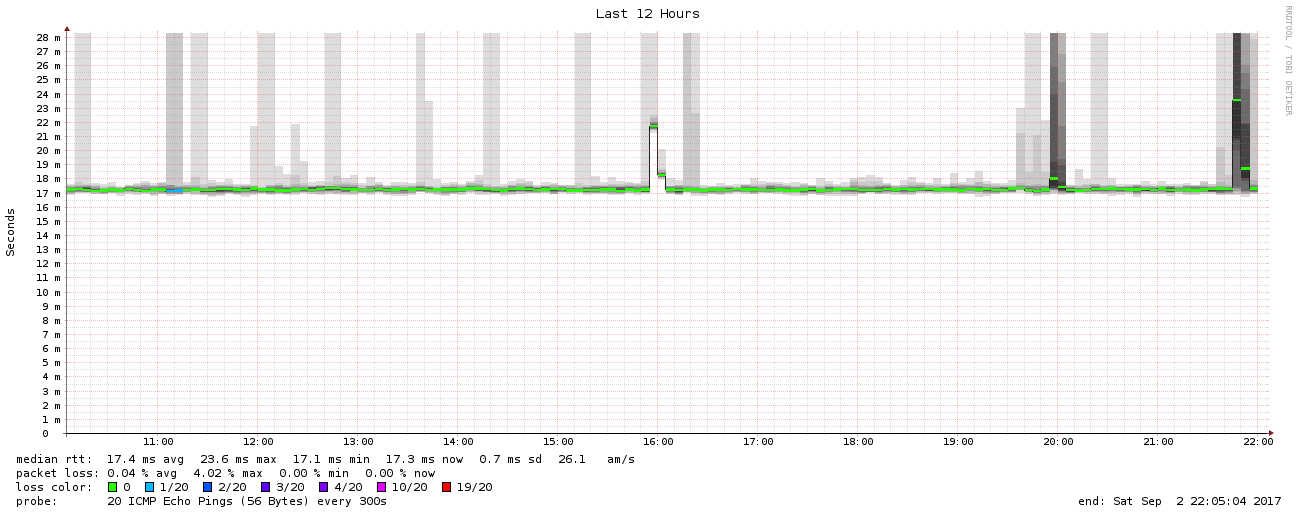 Last 12 Hours
RRDTOOL / TOBI OETIKER
Seconds
28 m
27 m
26 m
25 m
24 m
23 m
22 m
21 m
20 m
19 m
18 m
17 m
16 m
15 m
14 m
13 m
12 m
11 m
10 m
9 m
8 m
7 m
6 m
5 m
4 m
3 m
2 m
1 m
0
11:00 12:00 13:00 14:00 15:00 16:00 17:00 18:00 19:00 20:00 21:00 22:00
median rtt: 17.4 ms avg 23.6 ms max 17.1 ms min 17.3 ms now 0.7 ms sd 26.1 am/s
packet loss: 0.04 % avg 4.02 % max 0.00 % min 0.00 % now
loss color: 0 1/20 2/20 3/20 4/20 10/20 19/20
probe: 20 ICMP Echo Pings (56 Bytes) every 300s end: Sat Sep 2 22:05:04 2017